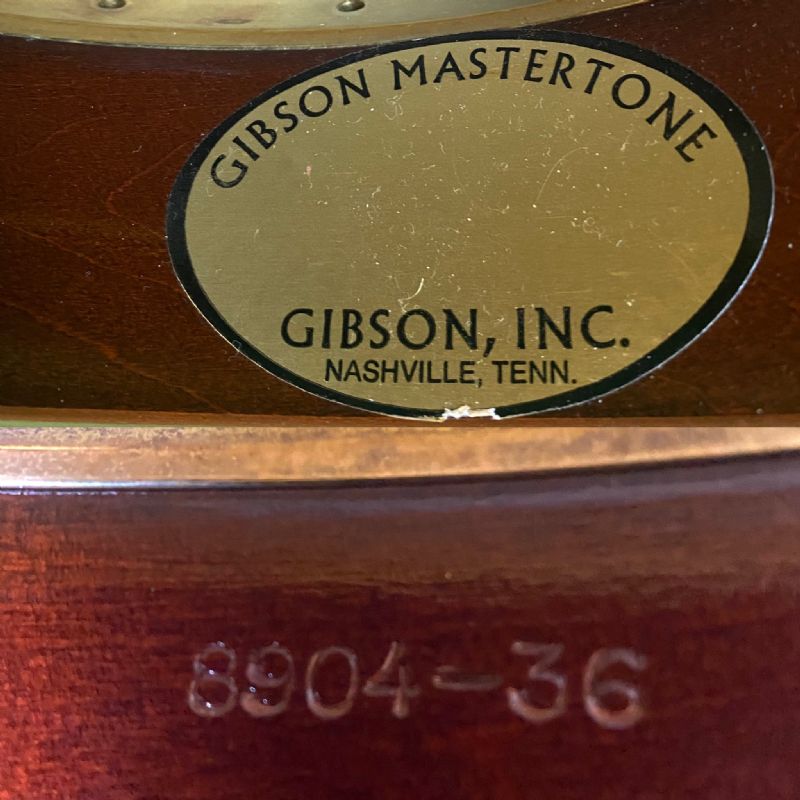 GIBSON MASTERTONE
GIBSON, INC.
NASHVILLE, TENN.
8904-36